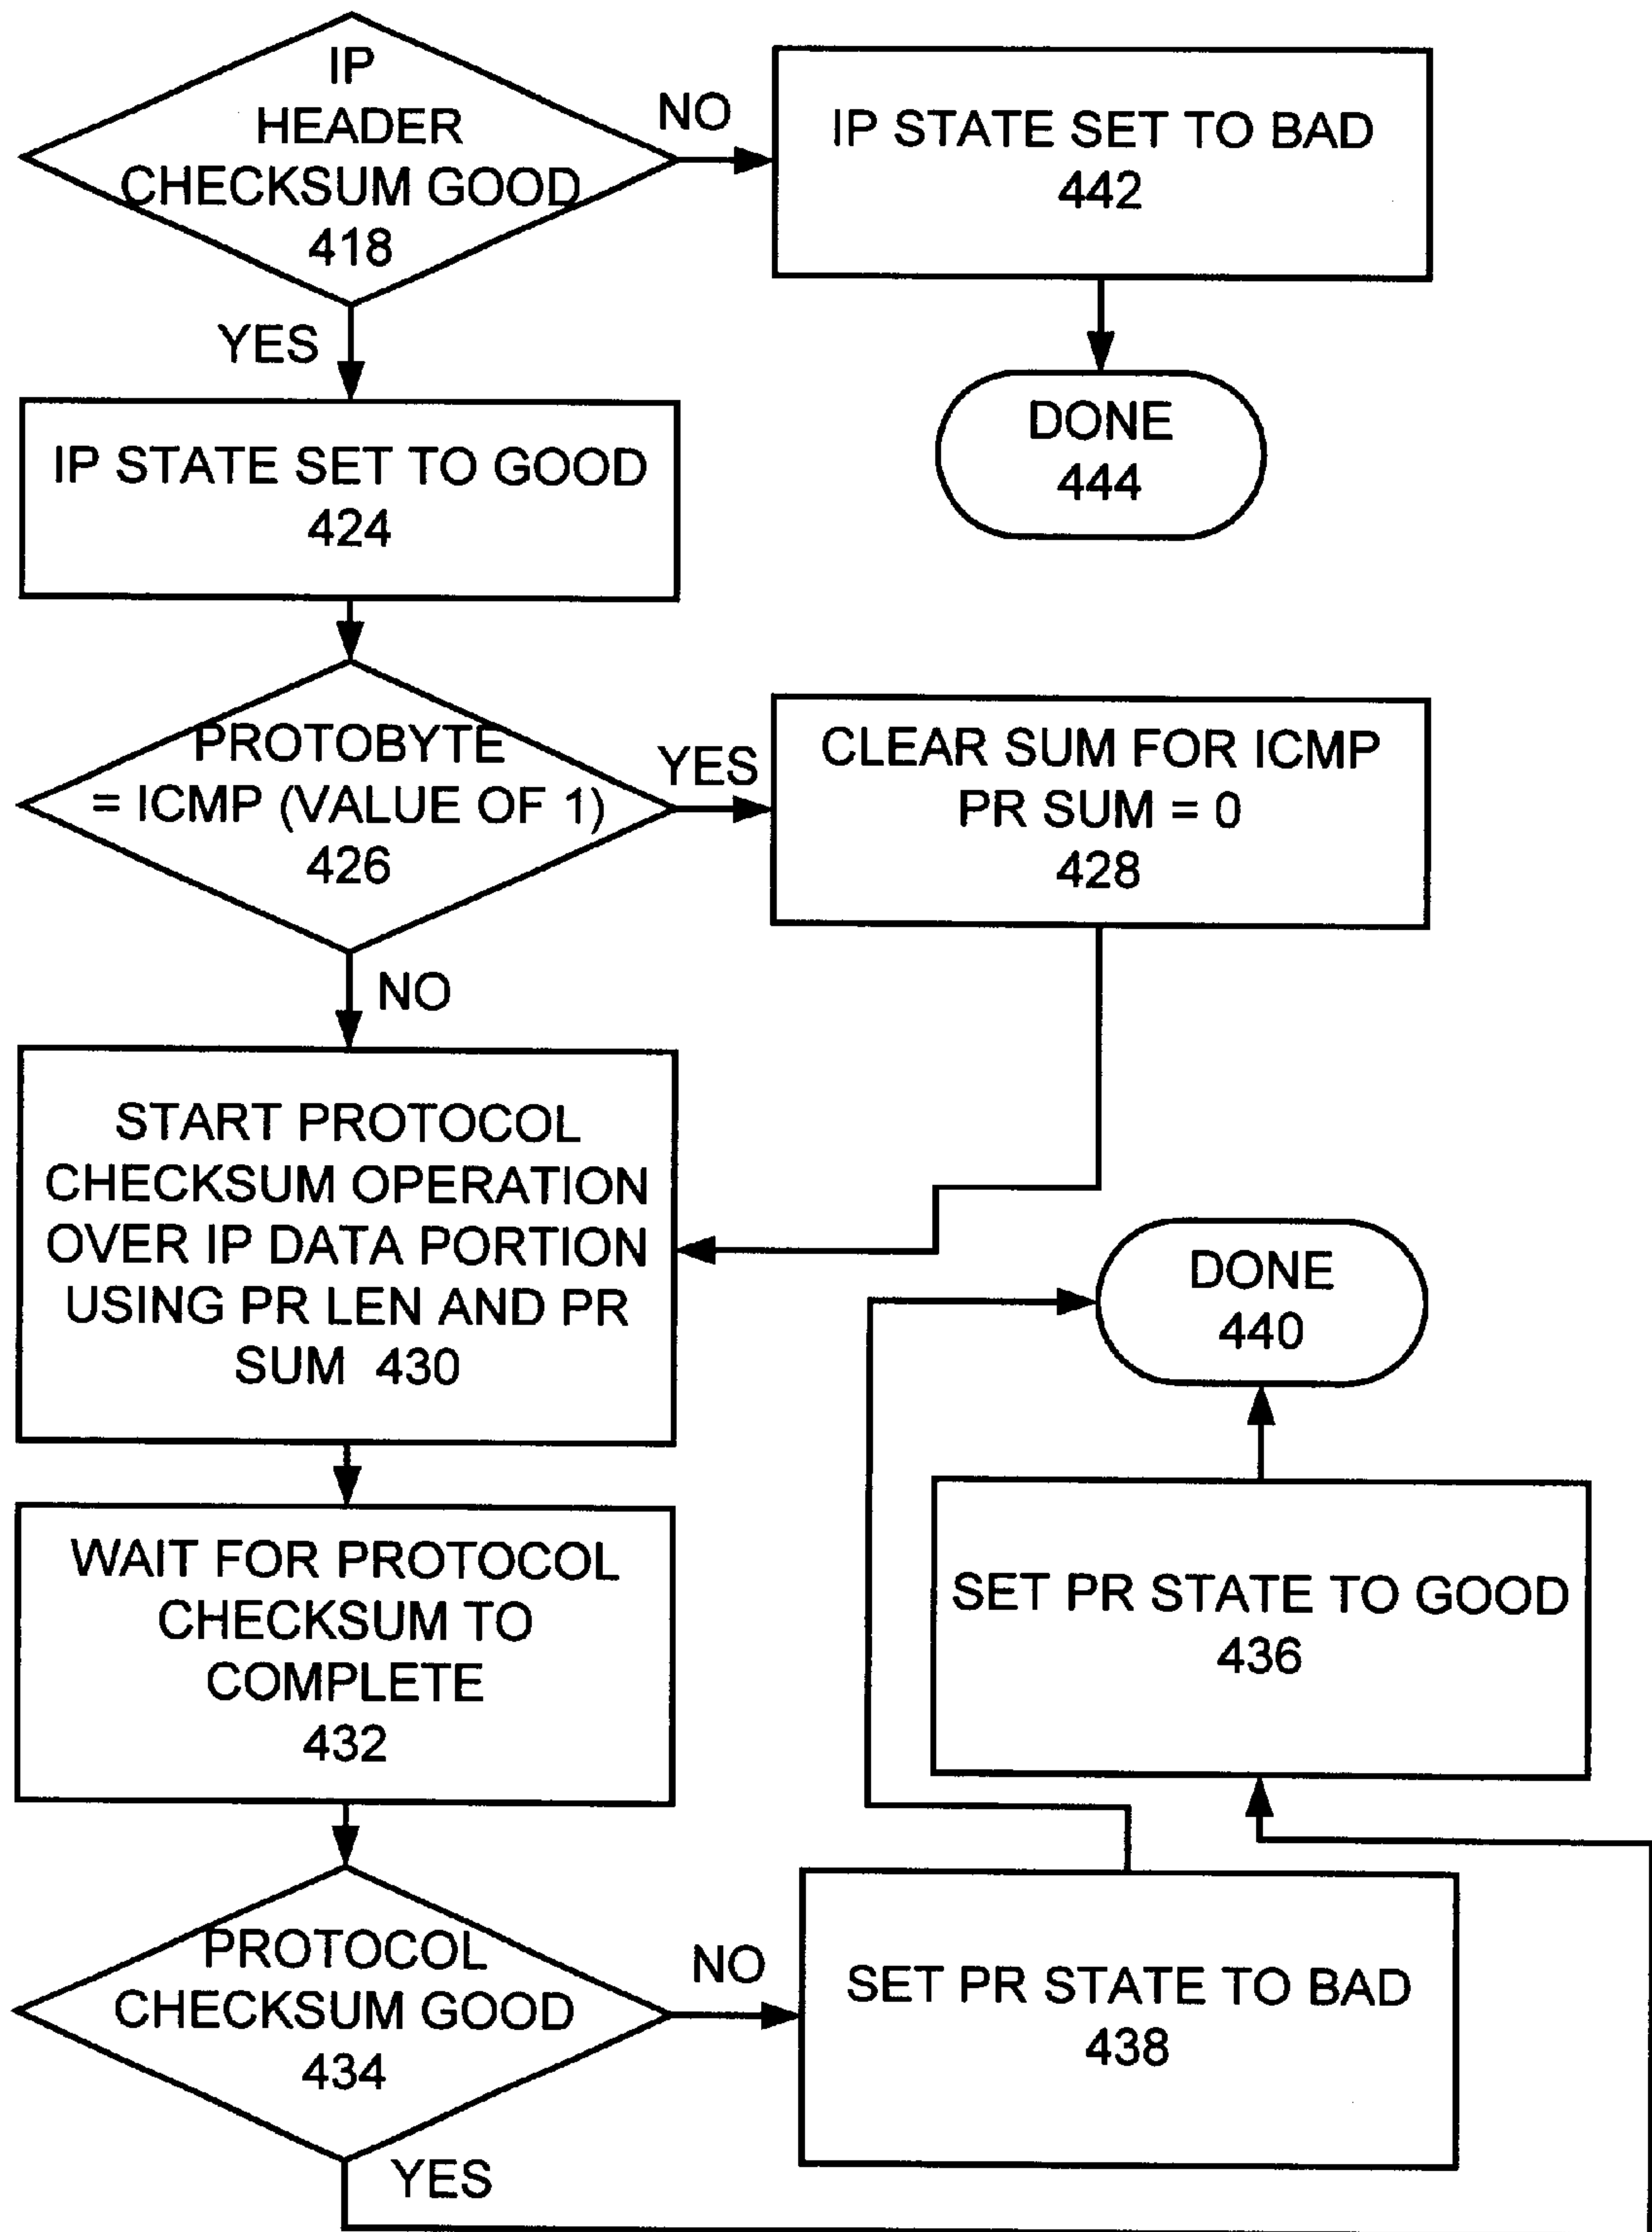 IP
HEADER
CHECKSUM GOOD
418
NO
IP STATE SET TO BAD
442
YES
DONE
444
IP STATE SET TO GOOD
424
PROTOBYTE
= ICMP (VALUE OF 1)
426
YES
CLEAR SUM FOR ICMP
PR SUM = 0
428
NO
START PROTOCOL
CHECKSUM OPERATION
OVER IP DATA PORTION
USING PR LEN AND PR
SUM 430
DONE
440
WAIT FOR PROTOCOL
CHECKSUM TO
COMPLETE
432
SET PR STATE TO GOOD
436
PROTOCOL
CHECKSUM GOOD
434
NO
SET PR STATE TO BAD
438
YES